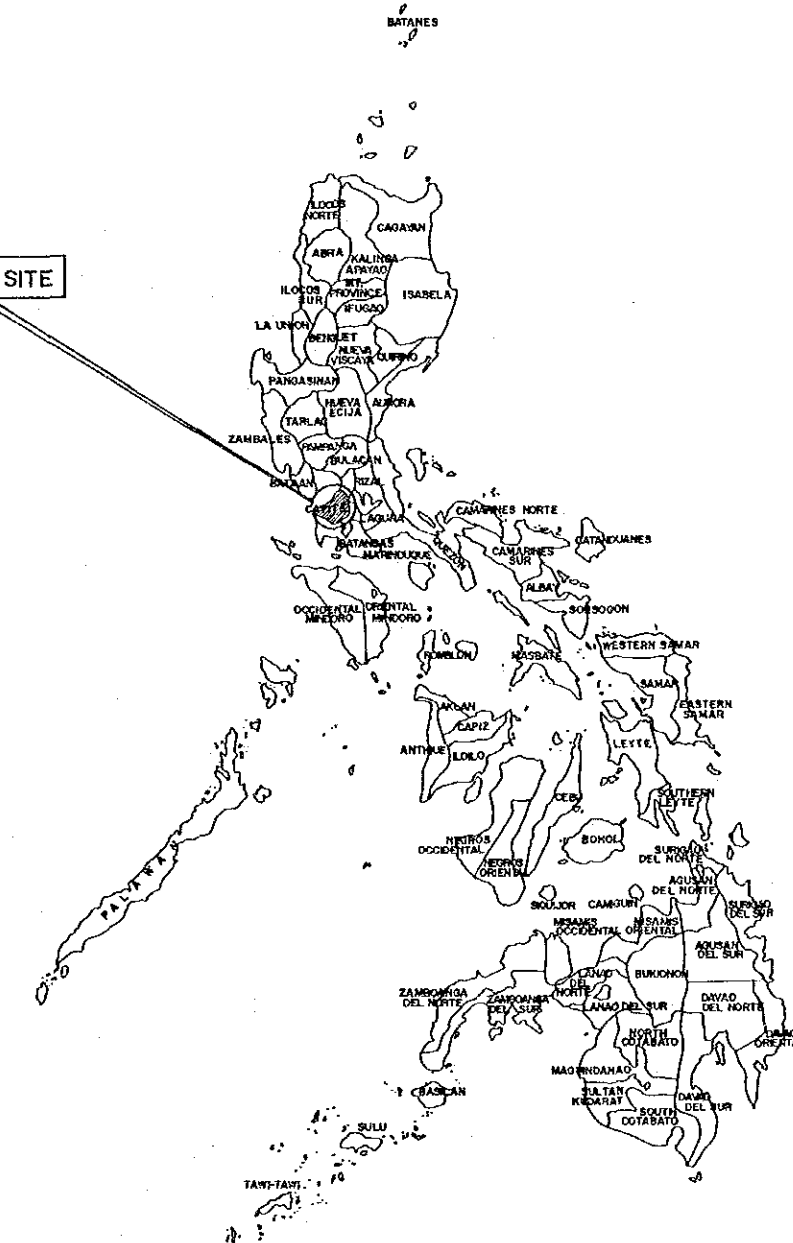 BATANES
ILOCOS
NORTE
CAGAYAN
ABRA
KALINGA
APAYAO
SITE
MT.
PROVINCE
ILOCOS
SUR
ISABELA
IFUGAO
LA UNION
BENGUET
NUEVA
VISCAYA
QUIRINO
PANGASINAN
NUEVA
ECIJA
AURORA
TARLAC
ZAMBALES
PAMPANGA
BULACAN
BATAAN
RIZAL
CAVITE
LAGUNA
CAMARINES NORTE
BATANGAS
MARINDUQUE
QUEZON
CATANDUANES
CAMARINES
SUR
ALBAY
SORSOGON
OCCIDENTAL
MINDORO
ORIENTAL
MINDORO
ROMBLON
MASBATE
WESTERN SAMAR
SAMAR
EASTERN
SAMAR
AKLAN
CAPIZ
ANTIQUE
ILOILO
LEYTE
CEBU
SOUTHERN
LEYTE
NEGROS
OCCIDENTAL
NEGROS
ORIENTAL
BOHOL
SURIGAO
DEL NORTE
PALAWAN
AGUSAN
DEL NORTE
SIQUIJOR
CAMIGUIN
SURIGAO
DEL SUR
MISAMIS
OCCIDENTAL
MISAMIS
ORIENTAL
AGUSAN
DEL SUR
LANAO
DEL
NORTE
BUKIDNON
ZAMBOANGA
DEL NORTE
ZAMBOANGA
DEL SUR
LANAO DEL SUR
DAVAO
DEL NORTE
NORTH
COTABATO
MAGUINDANAO
SULTAN
KUDARAT
BASILAN
DAVAO
DEL SUR
SOUTH
COTABATO
SULU
TAWI-TAWI